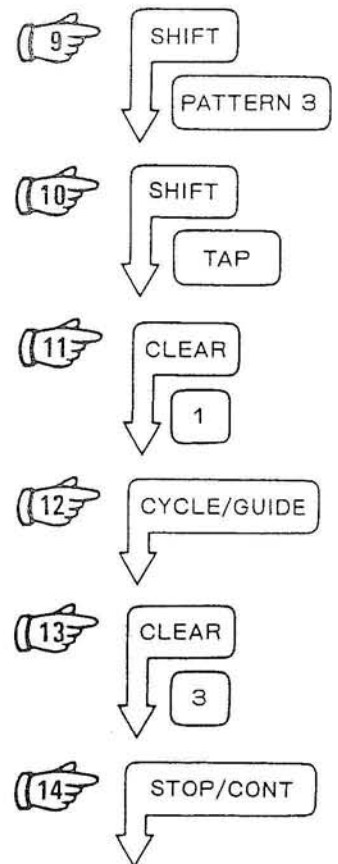 9 SHIFT
PATTERN 3
10 SHIFT
TAP
11 CLEAR
1
12 CYCLE/GUIDE
13 CLEAR
3
14 STOP/CONT